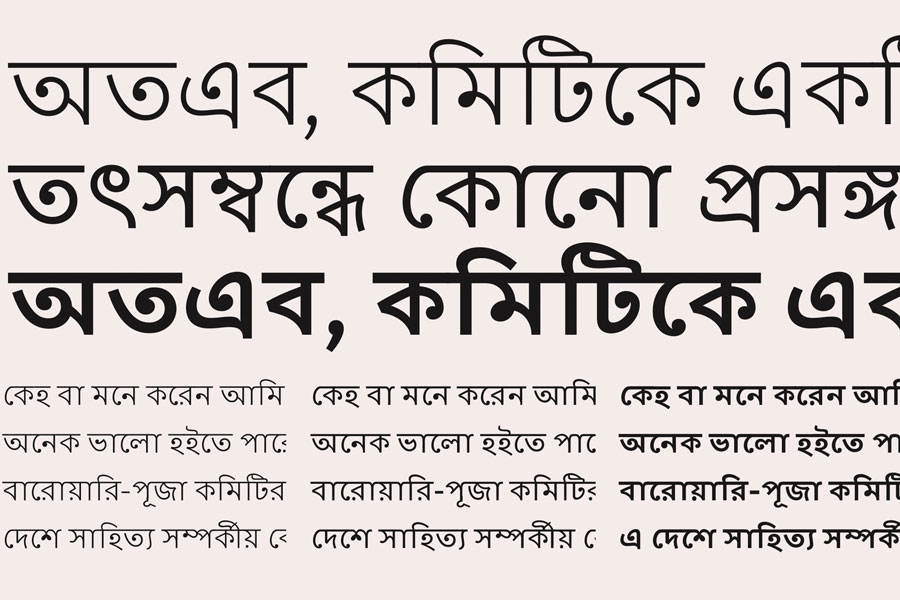 অতএব, কমিটিকে
তৎসম্বন্ধে কোনো প্রসঙ্গ
অতএব, কমিটিকে
কেহ বা মনে করেন আমি
অনেক ভালো হইতে
বারোয়ারি-পূজা কমিটির
দেশে সাহিত্য সম্পর্কীয়
কেহ বা মনে করেন আমি
অনেক ভালো হইতে
বারোয়ারি-পূজা কমিটির
দেশে সাহিত্য সম্পর্কীয়
কেহ বা মনে করেন
অনেক ভালো হইতে
বারোয়ারি-পূজা
এ দেশে সাহিত্য